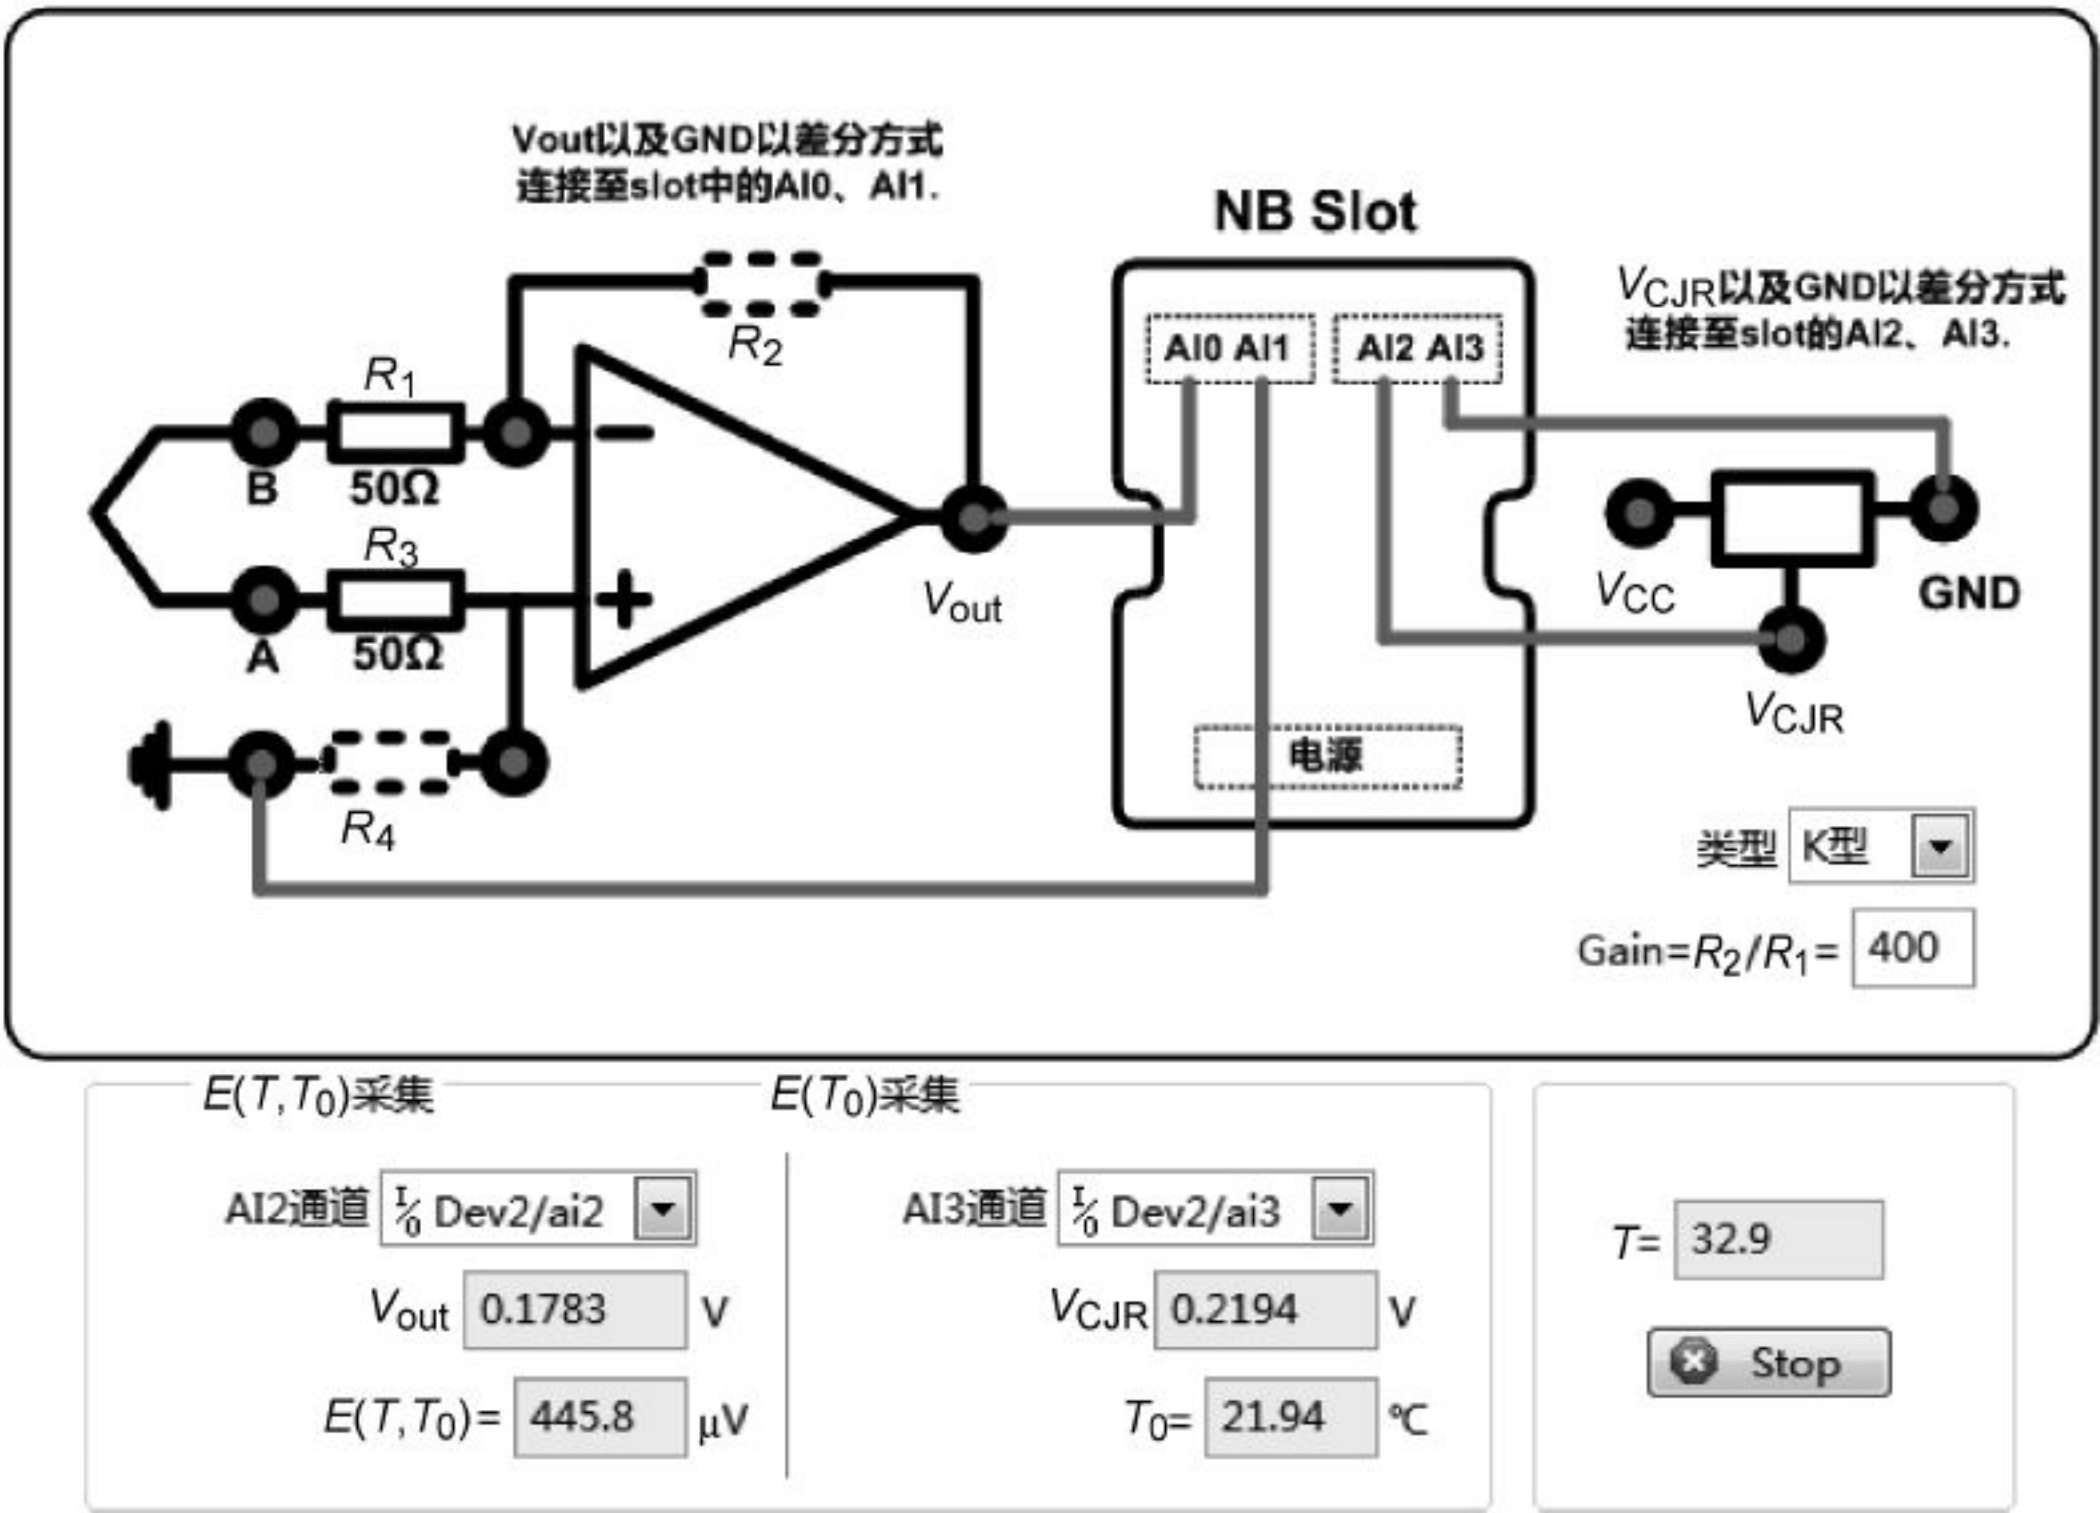 Vout以及GND以差分方式
连接至slot中的AI0、AI1.
NB Slot
VCJR以及GND以差分方式
连接至slot的AI2、AI3.
AI0 AI1
AI2 AI3
R2
R1
B
50Ω
R3
A
50Ω
Vout
VCC
GND
VCJR
R4
电源
类型 K型
Gain=R2/R1= 400
E(T,T0)采集
E(T0)采集
AI2通道 I/0 Dev2/ai2
AI3通道 I/0 Dev2/ai3
Vout 0.1783 V
VCJR 0.2194 V
E(T,T0)= 445.8 μV
T0= 21.94 ℃
T= 32.9
Stop